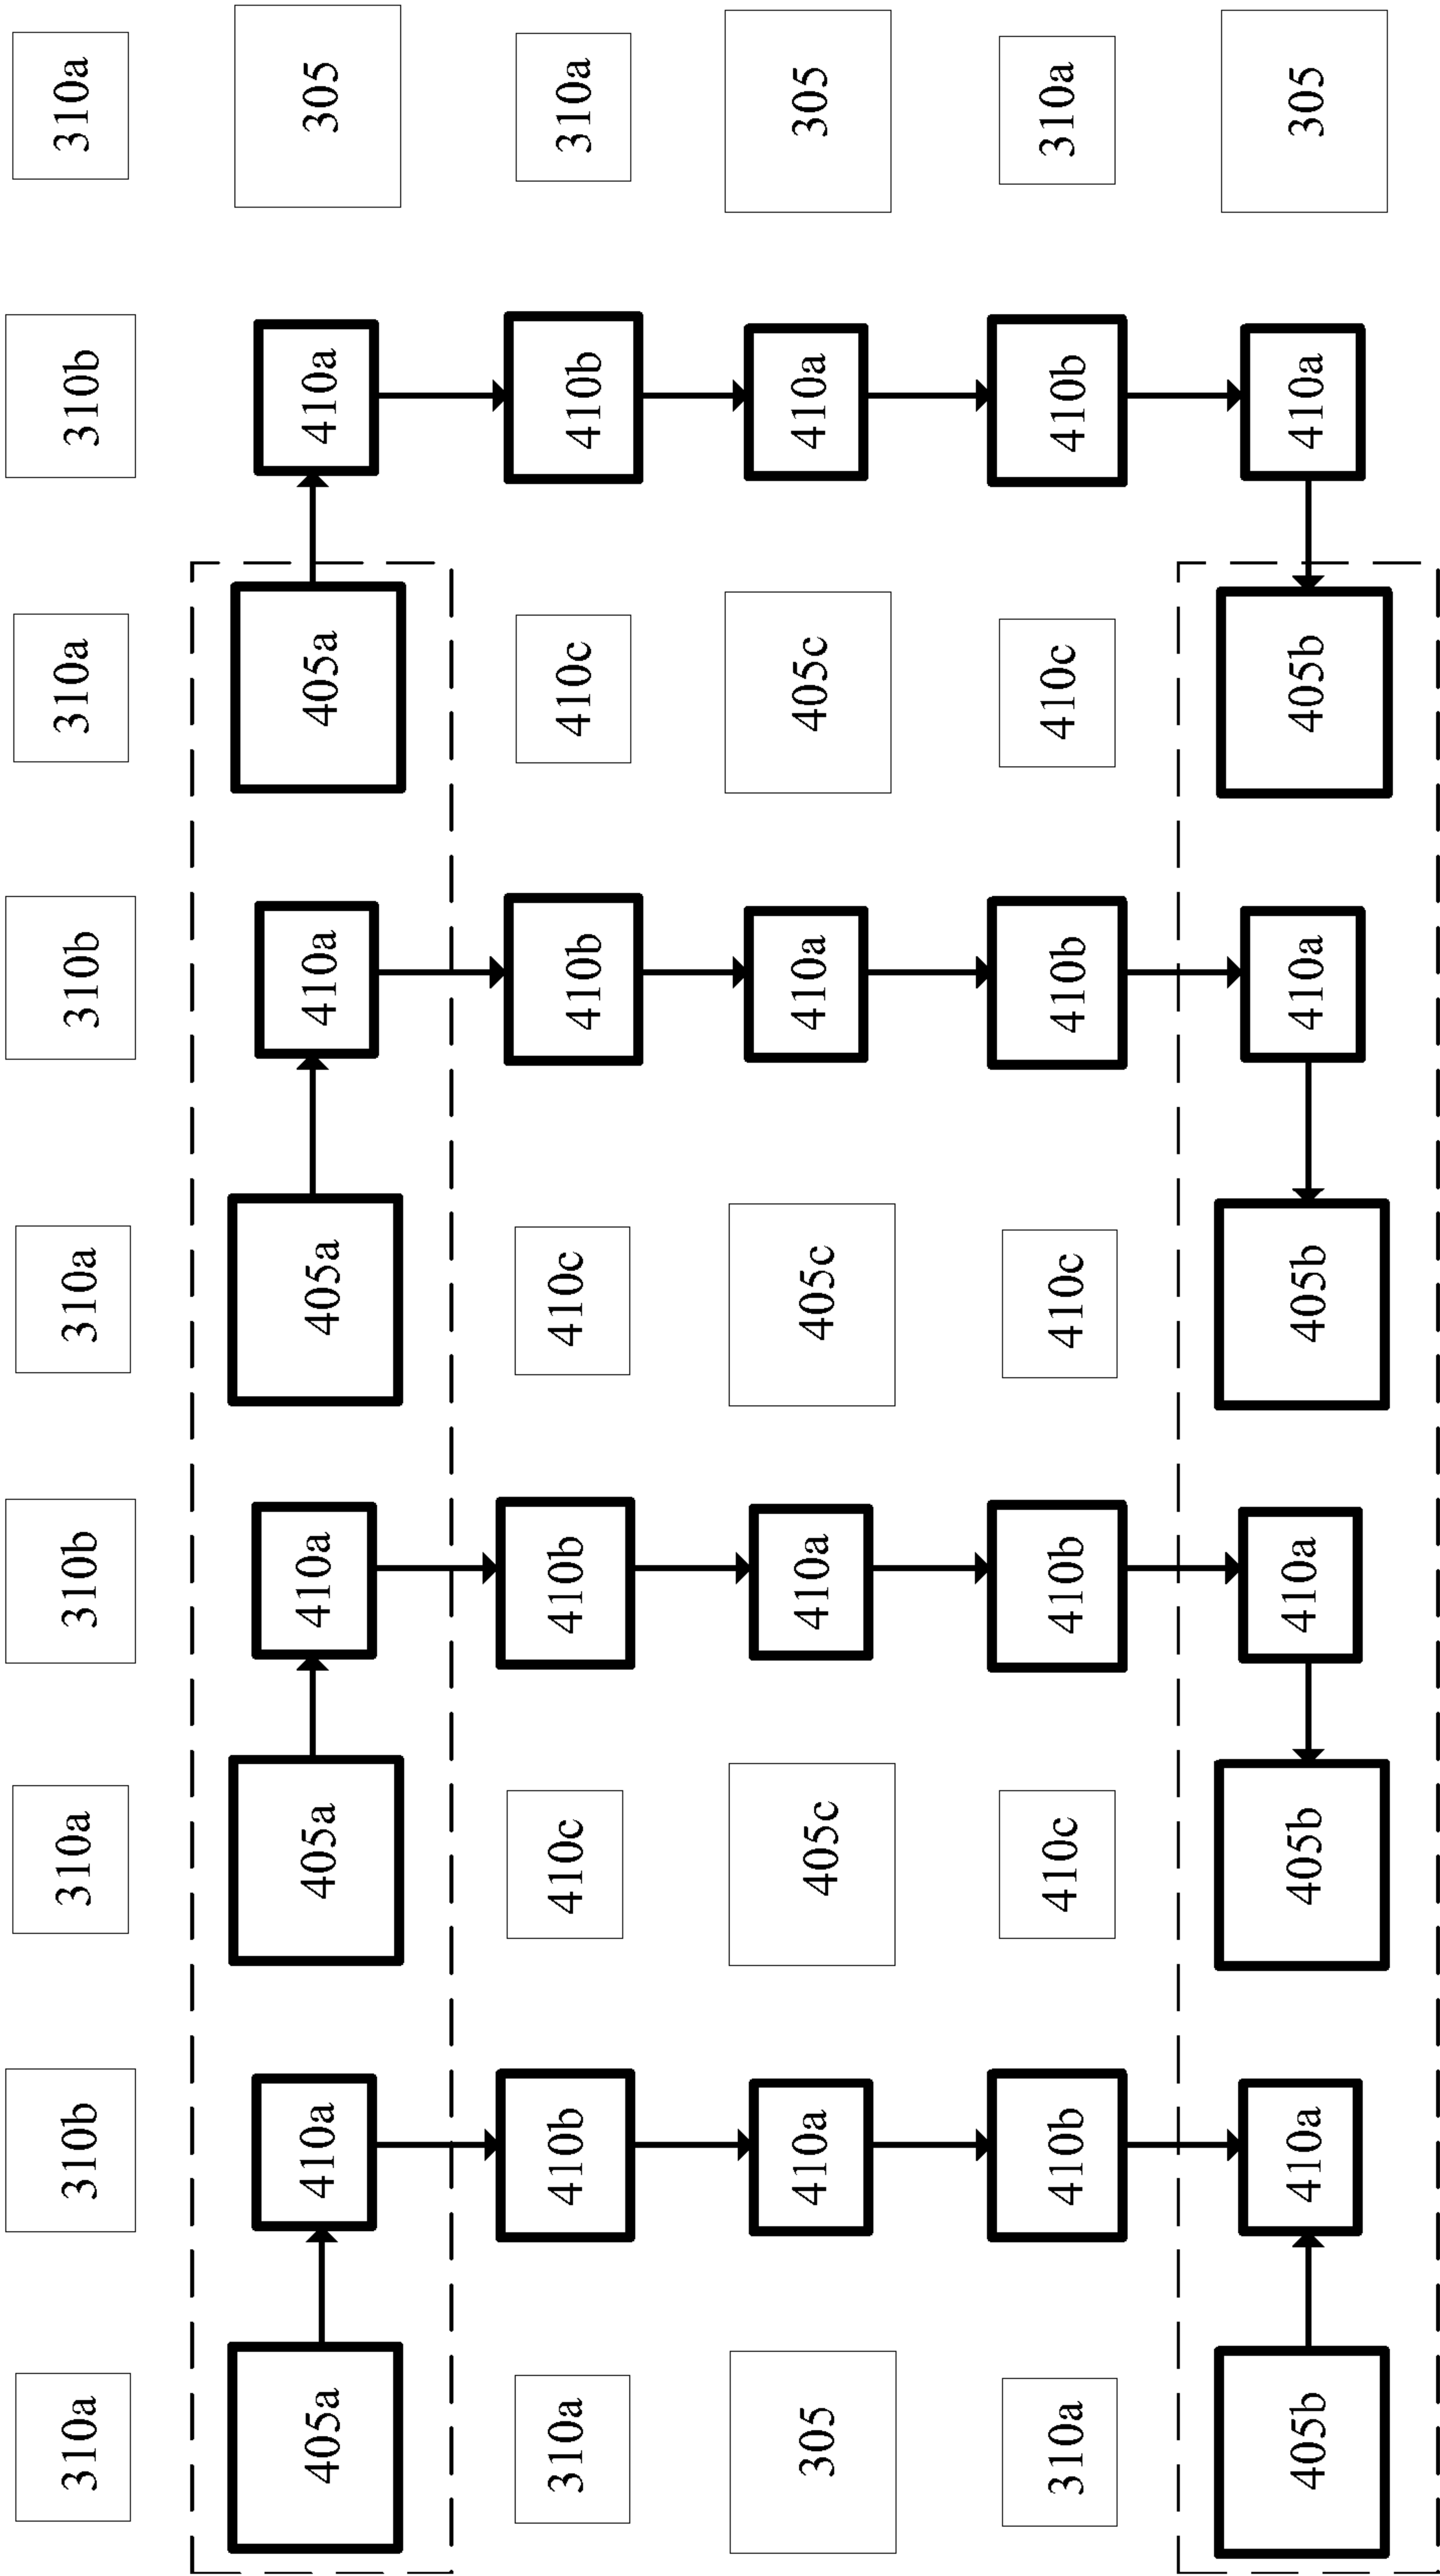 310a 310b 310a 310b 310a 310b 310a 310b 310a
405a 410a 405a 410a 405a 410a 405a 410a 305
310a 410b 410c 410b 410c 410b 410c 410b 310a
305 410a 405c 410a 405c 410a 405c 410a 305
310a 410b 410c 410b 410c 410b 410c 410b 310a
405b 410a 405b 410a 405b 410a 405b 410a 305